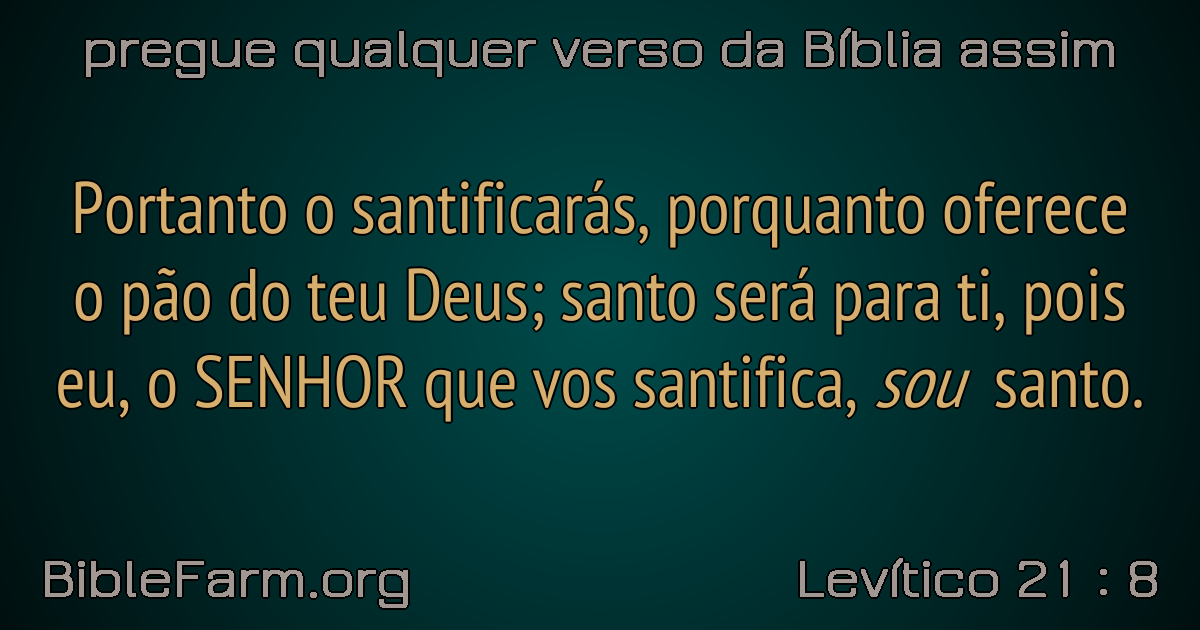 pregue qualquer verso da Bíblia assim
Portanto o santificarás, porquanto oferece
o pão do teu Deus; santo será para ti, pois
eu, o SENHOR que vos santifica, sou santo.
BibleFarm.org
Levítico 21 : 8